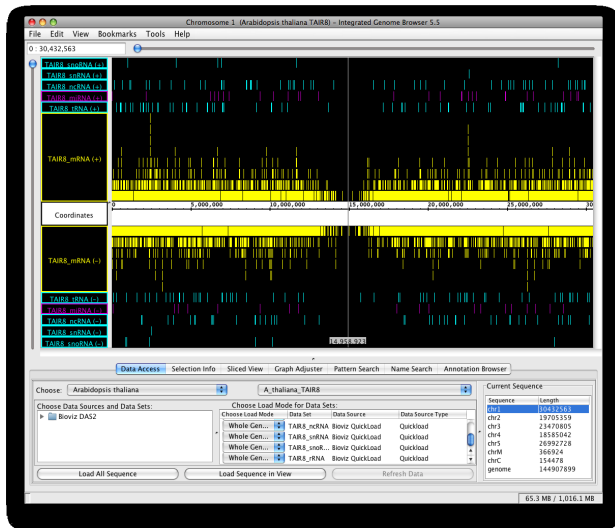 Chromosome 1 (Arabidopsis thaliana TAIR8) - Integrated Genome Browser 5.5
File Edit View Bookmarks Tools Help
0 : 30,432,563
TAIR8_snoRNA (+)
TAIR8_snRNA (+)
TAIR8_ncRNA (+)
TAIR8_miRNA (+)
TAIR8_tRNA (+)
TAIR8_mRNA (+)
Coordinates
0 5,000,000 10,000,000 15,000,000 20,000,000 25,000,000 30
TAIR8_mRNA (-)
TAIR8_tRNA (-)
TAIR8_miRNA (-)
TAIR8_ncRNA (-)
TAIR8_snRNA (-)
TAIR8_snoRNA (-)
14,958,923
Data Access Selection Info Sliced View Graph Adjuster Pattern Search Name Search Annotation Browser
Choose: Arabidopsis thaliana A_thaliana_TAIR8
Choose Data Sources and Data Sets:
Bioviz DAS2
Choose Load Mode for Data Sets:
Choose Load Mode Data Set Data Source Data Source Type
Whole Gen... TAIR8_ncRNA Bioviz QuickLoad Quickload
Whole Gen... TAIR8_snRNA Bioviz QuickLoad Quickload
Whole Gen... TAIR8_snoR... Bioviz QuickLoad Quickload
Whole Gen... TAIR8_rRNA Bioviz QuickLoad Quickload
Current Sequence
Sequence Length
chr1 30432563
chr2 19705359
chr3 23470805
chr4 18585042
chr5 26992728
chrM 366924
chrC 154478
genome 144907899
Load All Sequence Load Sequence in View Refresh Data
65.3 MB / 1,016.1 MB